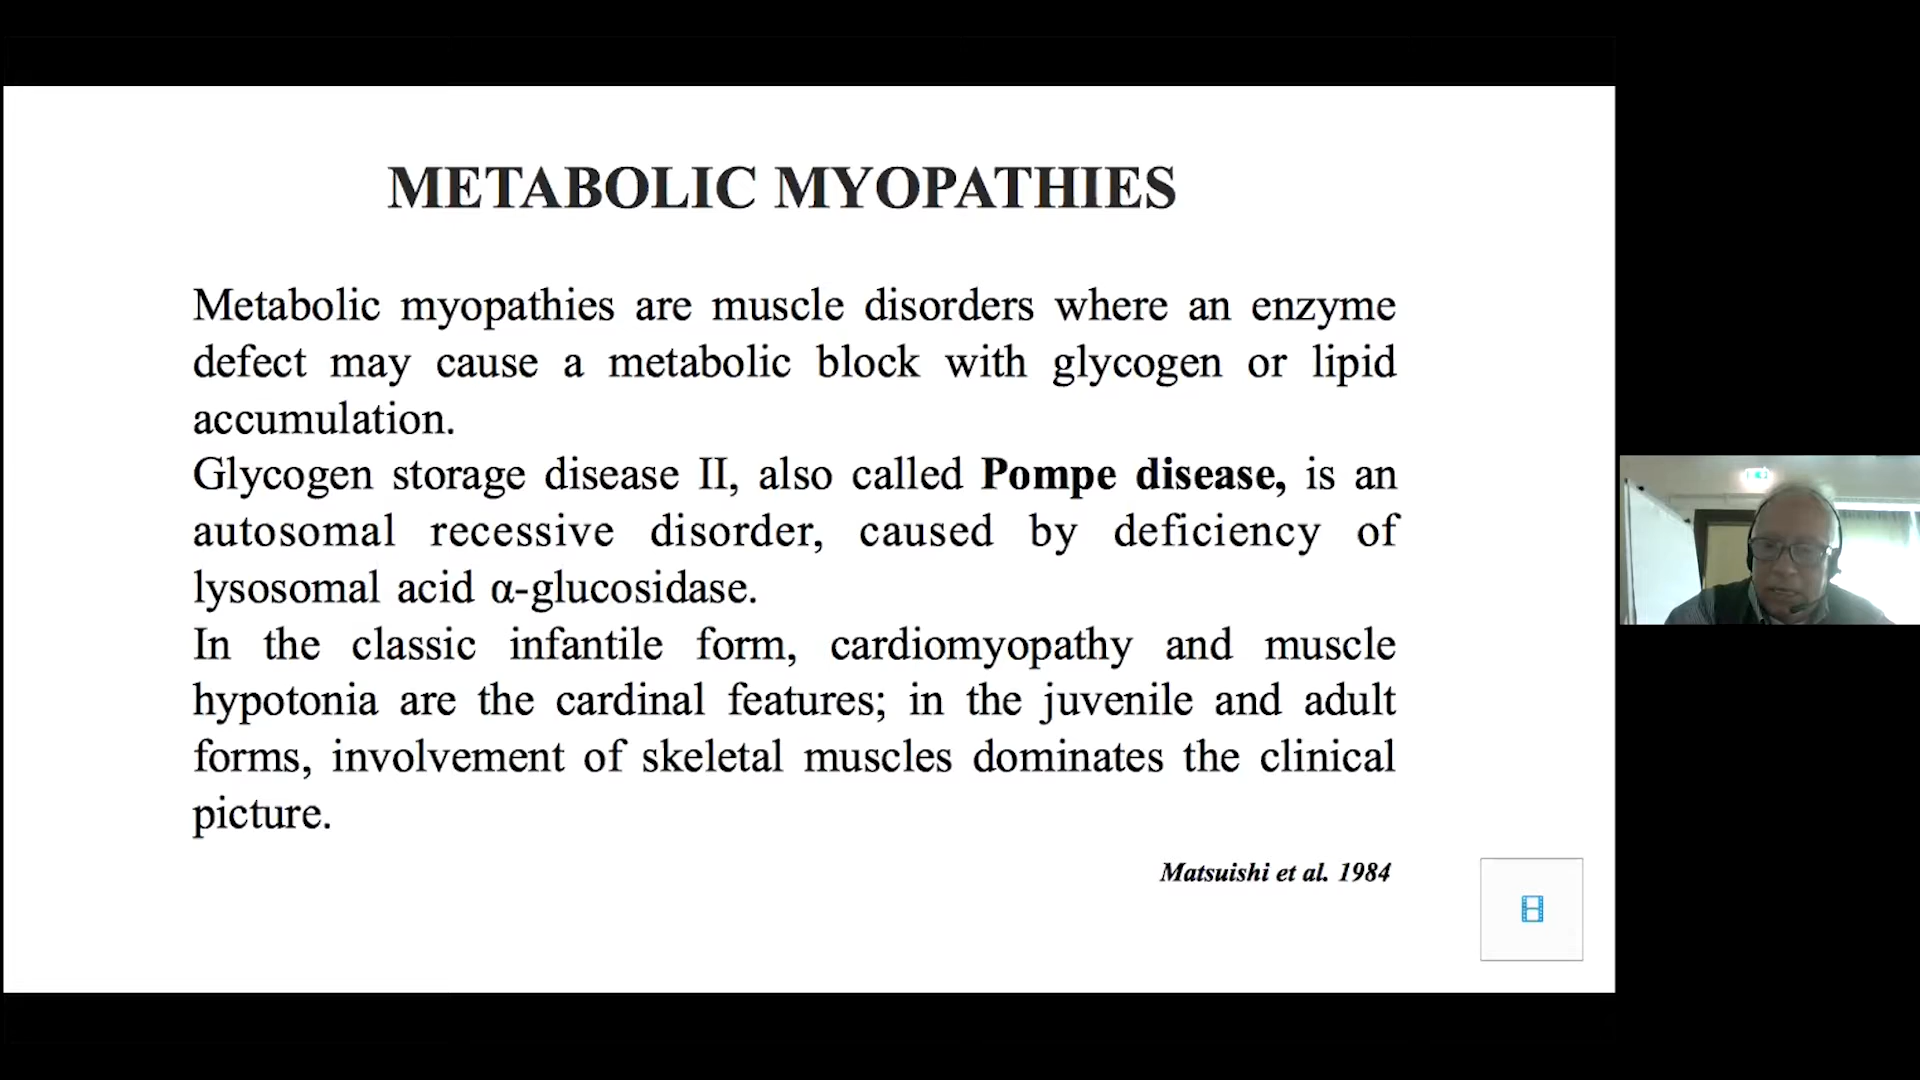 METABOLIC MYOPATHIES
Metabolic myopathies are muscle disorders where an enzyme
defect may cause a metabolic block with glycogen or lipid
accumulation.
Glycogen storage disease II, also called Pompe disease, is an
autosomal recessive disorder, caused by deficiency of
lysosomal acid α-glucosidase.
In the classic infantile form, cardiomyopathy and muscle
hypotonia are the cardinal features; in the juvenile and adult
forms, involvement of skeletal muscles dominates the clinical
picture.
Matsuishi et al. 1984